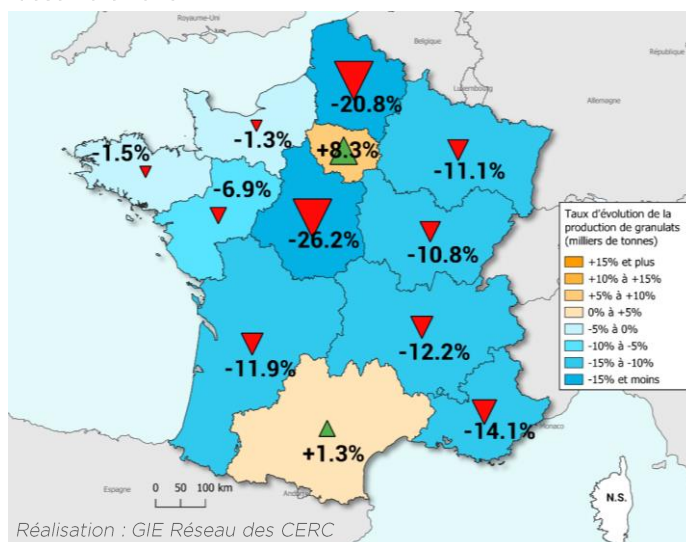 Royaume-Uni
Belgique
République
Luxembourg
Allemagne
-20.8%
-1.3%
+8.3%
-11.1%
-1.5%
-6.9%
-26.2%
-10.8%
Taux d'évolution de la
production de granulats
(milliers de tonnes)
+15% et plus
+10% à +15%
+5% à +10%
0% à +5%
-5% à 0%
-10% à -5%
-15% à -10%
-15% et moins
-11.9%
-12.2%
-14.1%
Monaco
+1.3%
Espagne
0 50 100 km
N.S.
Réalisation : GIE Réseau des CERC